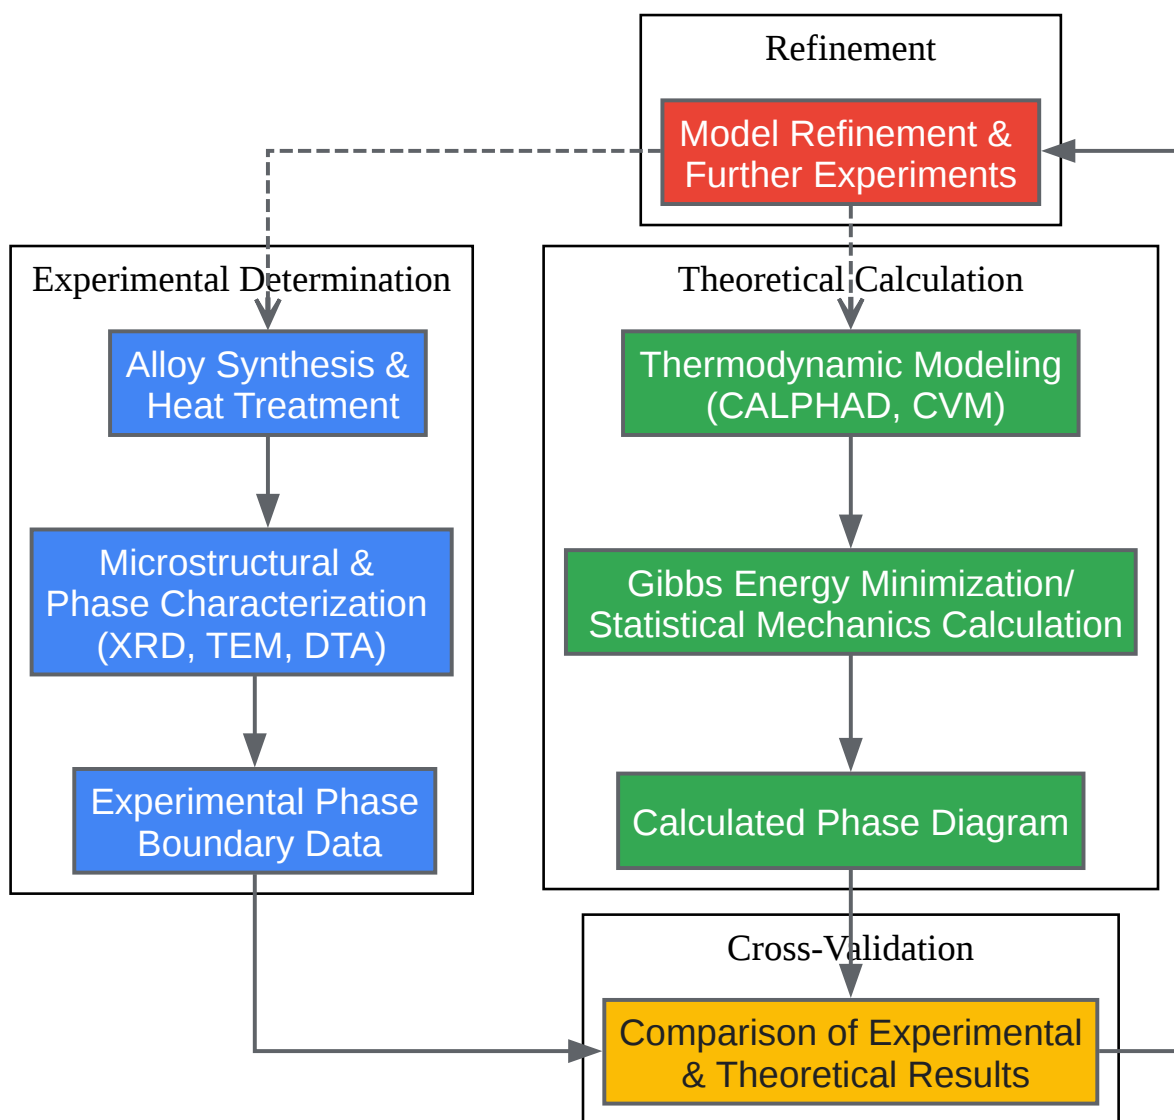 Refinement
Model Refinement &
Further Experiments
Experimental Determination
Alloy Synthesis &
Heat Treatment
Microstructural &
Phase Characterization
(XRD, TEM, DTA)
Experimental Phase
Boundary Data
Theoretical Calculation
Thermodynamic Modeling
(CALPHAD, CVM)
Gibbs Energy Minimization/
Statistical Mechanics Calculation
Calculated Phase Diagram
Cross-Validation
Comparison of Experimental
& Theoretical Results